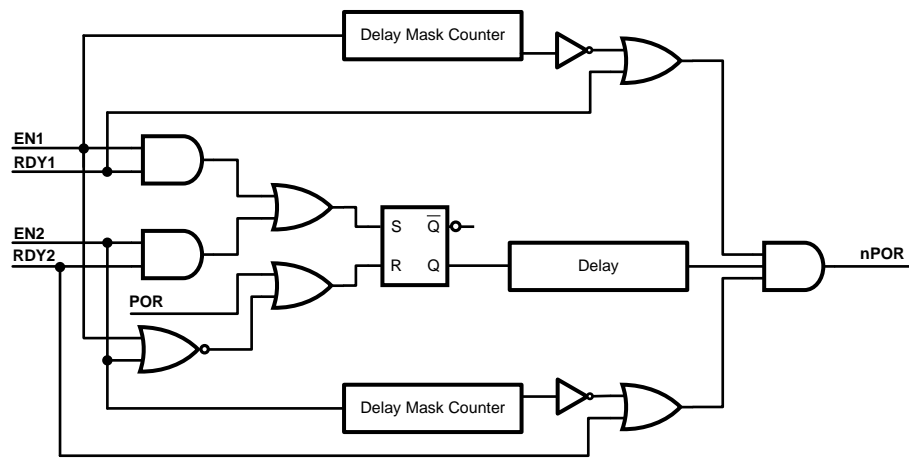 Delay Mask Counter
EN1
RDY1
EN2
RDY2
S Q̅
R Q
Delay
nPOR
POR
Delay Mask Counter